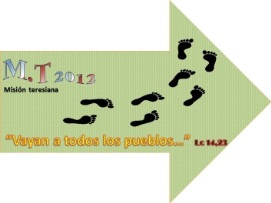 M.T 2012
Misión teresiana
“Vayan a todos los pueblos...” Lc 14,23